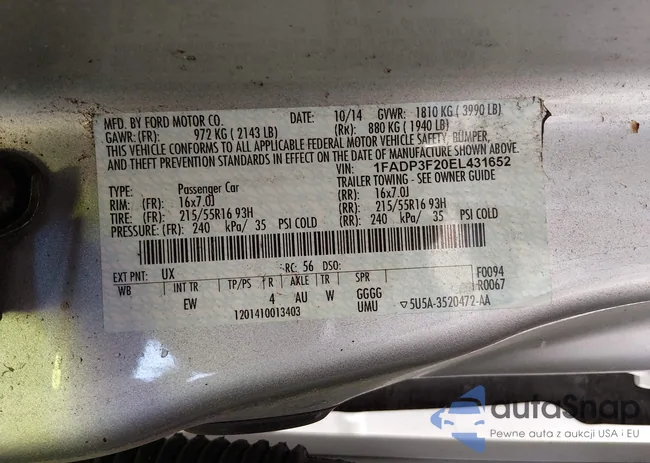 MFD. BY FORD MOTOR CO.
DATE: 10/14 GVWR: 1810 KG ( 3990 LB)
GAWR: (FR): 972 KG ( 2143 LB) (RR): 880 KG ( 1940 LB)
THIS VEHICLE CONFORMS TO ALL APPLICABLE FEDERAL MOTOR VEHICLE SAFETY, BUMPER,
AND THEFT PREVENTION STANDARDS IN EFFECT ON THE DATE OF MANUFACTURE SHOWN ABOVE.
VIN: 1FADP3F20EL431652
TYPE: Passenger Car TRAILER TOWING - SEE OWNER GUIDE
RIM: (FR): 16x7.0J (RR): 16x7.0J
TIRE: (FR): 215/55R16 93H (RR): 215/55R16 93H
PRESSURE: (FR): 240 kPa/ 35 PSI COLD (RR): 240 kPa/ 35 PSI COLD
EXT PNT: UX RC: 56 DSO: F0094
WB INT TR TP/PS R AXLE TR SPR R0067
EW 4 AU W GGGG
1201410013403 UMU ▽5U5A-3520472-AA
autoSnap
Pewne auta z aukcji USA i EU